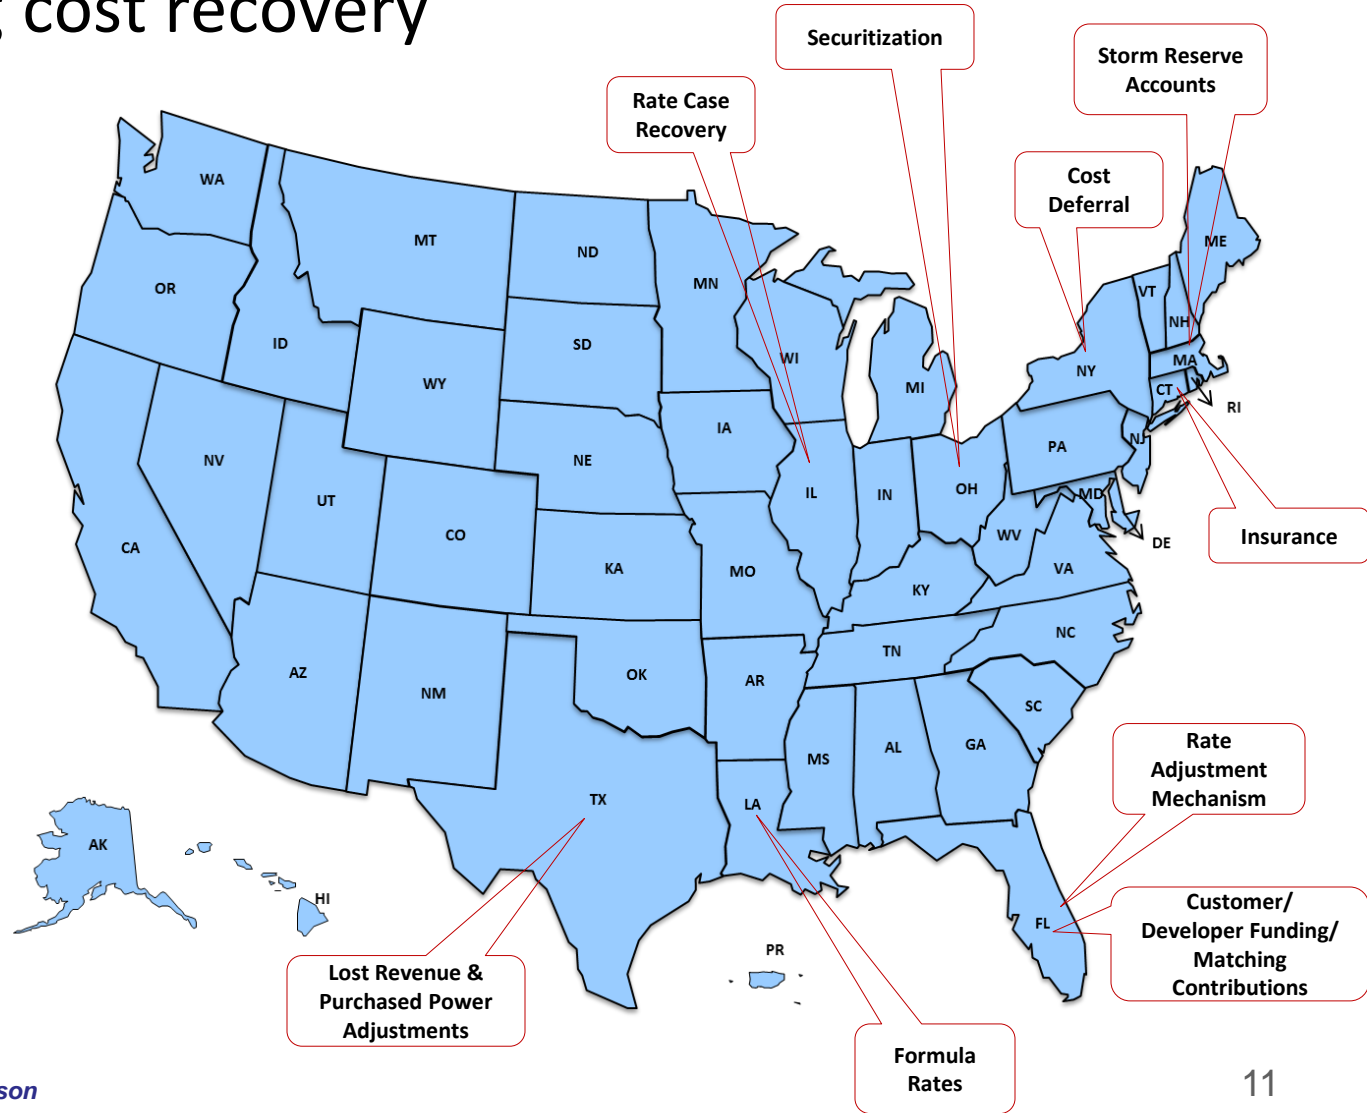 cost recovery
Securitization
Storm Reserve
Accounts
Rate Case
Recovery
Cost
Deferral
WA
MT
ND
MN
ME
VT
OR
ID
SD
WI
NH
WY
MI
NY
MA
CT
RI
IA
NV
NE
PA
NJ
UT
CO
IL
IN
OH
MD
WV
Insurance
CA
KA
MO
KY
VA
DE
NC
AZ
NM
OK
AR
TN
SC
MS
AL
GA
Rate
Adjustment
Mechanism
TX
LA
AK
HI
FL
Customer/
Developer Funding/
Matching
Contributions
PR
Lost Revenue &
Purchased Power
Adjustments
Formula
Rates
son
11